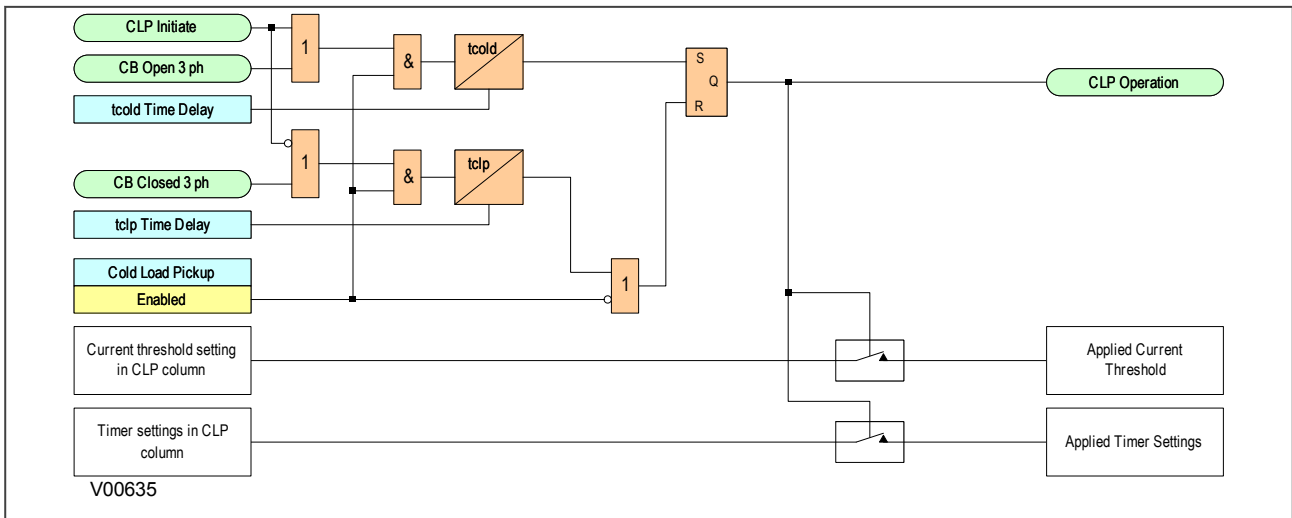 CLP Initiate
CB Open 3 ph
tcold Time Delay
CB Closed 3 ph
tclp Time Delay
Cold Load Pickup
Enabled
Current threshold setting
in CLP column
Timer settings in CLP
column
V00635
1
&
tcold
1
&
tclp
1
S
Q
R
CLP Operation
Applied Current
Threshold
Applied Timer Settings